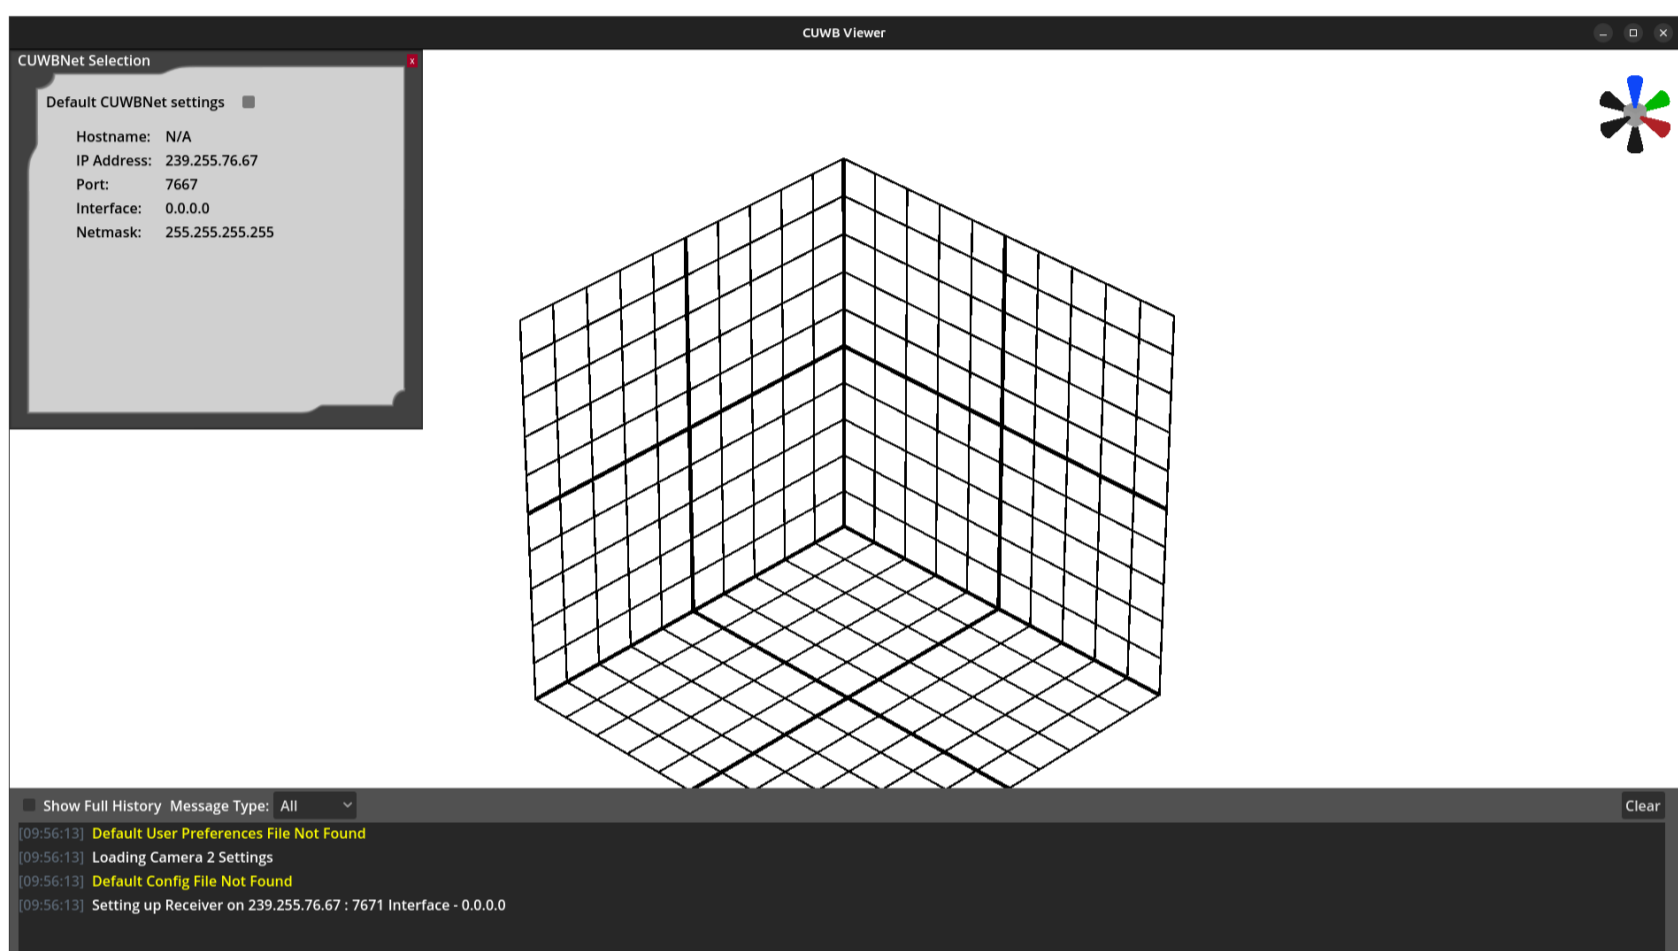 CUWB Viewer
CUWBNet Selection
x
Default CUWBNet settings
Hostname: N/A
IP Address: 239.255.76.67
Port: 7667
Interface: 0.0.0.0
Netmask: 255.255.255.255
Show Full History Message Type: All Clear
[09:56:13] Default User Preferences File Not Found
[09:56:13] Loading Camera 2 Settings
[09:56:13] Default Config File Not Found
[09:56:13] Setting up Receiver on 239.255.76.67 : 7671 Interface - 0.0.0.0